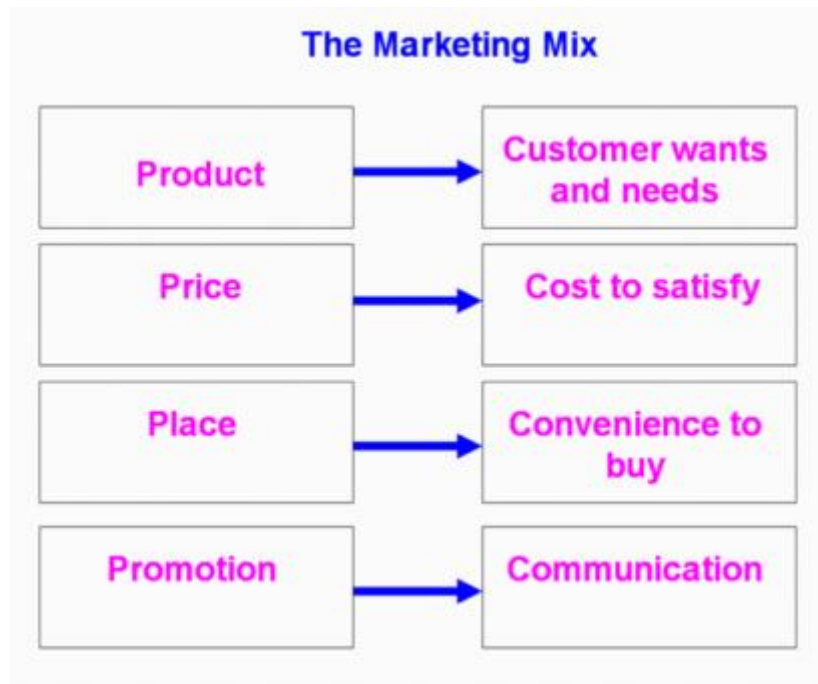 The Marketing Mix
Product
Customer wants
and needs
Price
Cost to satisfy
Place
Convenience to
buy
Promotion
Communication